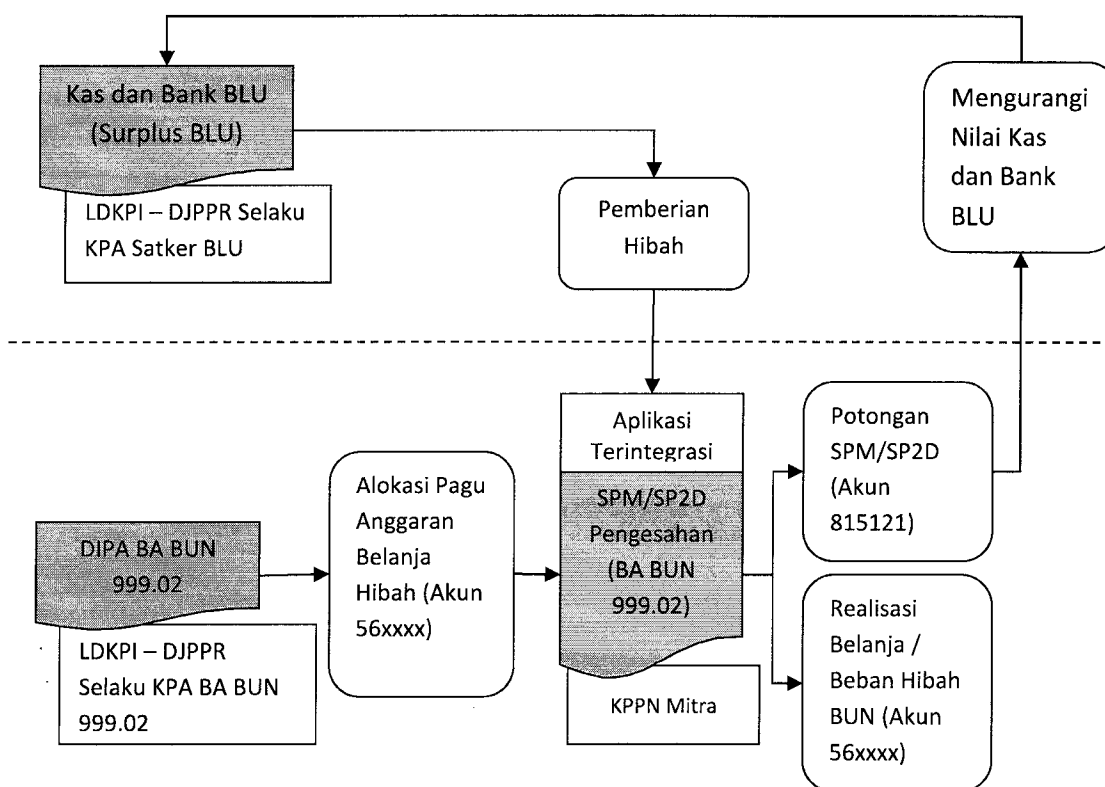 Kas dan Bank BLU
(Surplus BLU)
LDKPI – DJPPR Selaku
KPA Satker BLU
Pemberian
Hibah
Mengurangi
Nilai Kas
dan Bank
BLU
DIPA BA BUN
999.02
LDKPI – DJPPR
Selaku KPA BA BUN
999.02
Alokasi Pagu
Anggaran
Belanja
Hibah (Akun
56xxxx)
Aplikasi
Terintegrasi
SPM/SP2D
Pengesahan
(BA BUN
999.02)
KPPN Mitra
Potongan
SPM/SP2D
(Akun
815121)
Realisasi
Belanja /
Beban Hibah
BUN (Akun
56xxxx)